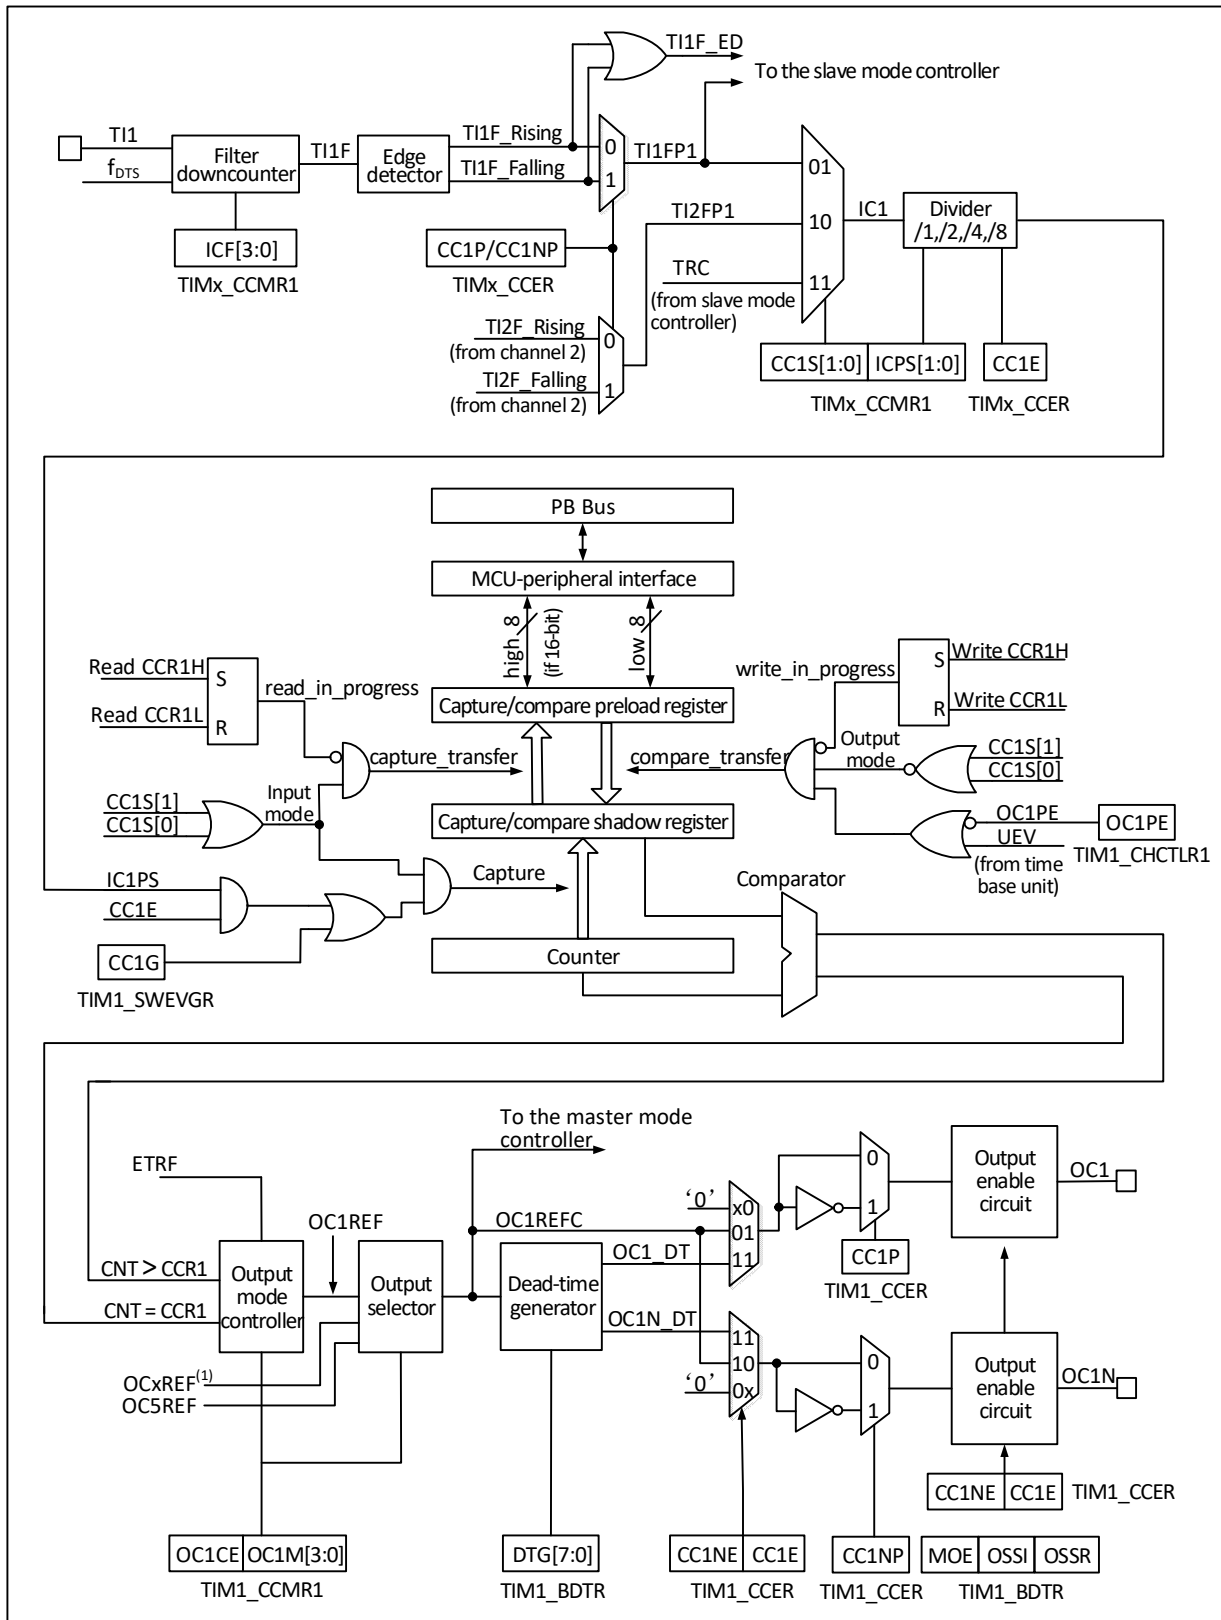 TI1F_ED
To the slave mode controller
TI1
f_DTS
Filter
downcounter
TI1F
Edge
detector
TI1F_Rising
TI1F_Falling
0
1
TI1FP1
01
10
11
TI2FP1
IC1
Divider
/1,/2,/4,/8
ICF[3:0]
TIMx_CCMR1
CC1P/CC1NP
TIMx_CCER
TRC
(from slave mode
controller)
TI2F_Rising
(from channel 2)
0
TI2F_Falling
1
(from channel 2)
CC1S[1:0] ICPS[1:0]
TIMx_CCMR1
CC1E
TIMx_CCER
PB Bus
MCU-peripheral interface
high 8
(if 16-bit)
low 8
Read CCR1H
S
Read CCR1L
R
read_in_progress
write_in_progress
S
Write CCR1H
R
Write CCR1L
Capture/compare preload register
capture_transfer
compare_transfer
Output
mode
CC1S[1]
CC1S[0]
CC1S[1]
CC1S[0]
Input
mode
Capture/compare shadow register
OC1PE
UEV
(from time
base unit)
OC1PE
TIM1_CHCTLR1
IC1PS
CC1E
Capture
Comparator
CC1G
TIM1_SWEVGR
Counter
To the master mode
controller
ETRF
OC1REF
CNT > CCR1
CNT = CCR1
Output
mode
controller
Output
selector
OCxREF(1)
OC5REF
OC1REFC
Dead-time
generator
OC1_DT
OC1N_DT
‘0’
x0
01
11
11
10
0x
‘0’
0
1
CC1P
TIM1_CCER
Output
enable
circuit
OC1
0
1
Output
enable
circuit
OC1N
CC1NE CC1E
TIM1_CCER
OC1CE OC1M[3:0]
TIM1_CCMR1
DTG[7:0]
TIM1_BDTR
CC1NE CC1E
TIM1_CCER
CC1NP
TIM1_CCER
MOE OSSI OSSR
TIM1_BDTR